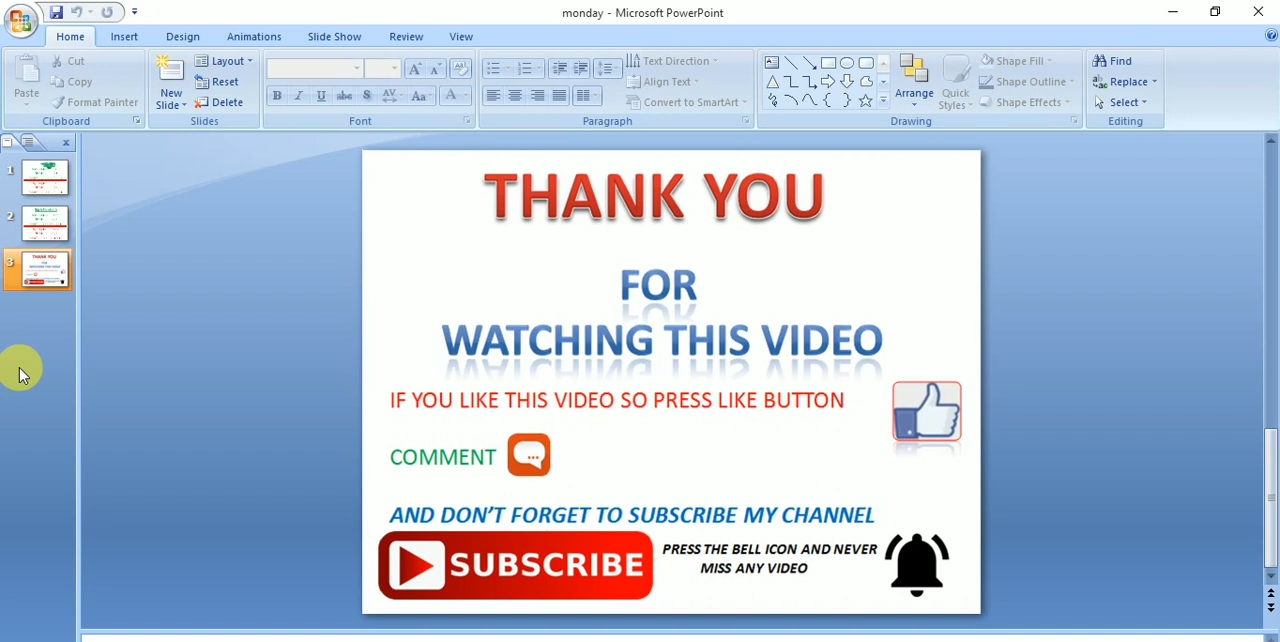 monday - Microsoft PowerPoint
Home Insert Design Animations Slide Show Review View
Paste Cut Copy Format Painter
Clipboard
New Slide Layout Reset Delete
Slides
B I U abc S AV Aa A
Font
Text Direction
Align Text
Convert to SmartArt
Paragraph
Arrange Quick Styles Shape Fill Shape Outline Shape Effects
Drawing
Find
Replace
Select
Editing
1
2
3
THANK YOU
FOR
WATCHING THIS VIDEO
IF YOU LIKE THIS VIDEO SO PRESS LIKE BUTTON
COMMENT
AND DON'T FORGET TO SUBSCRIBE MY CHANNEL
SUBSCRIBE
PRESS THE BELL ICON AND NEVER
MISS ANY VIDEO